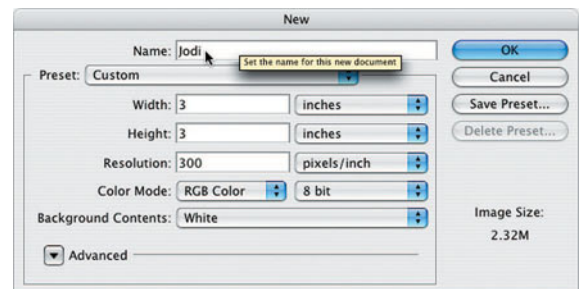 New
Name: Jodi
Set the name for this new document
OK
Preset: Custom
Cancel
Width: 3 inches
Save Preset...
Height: 3 inches
Delete Preset...
Resolution: 300 pixels/inch
Color Mode: RGB Color 8 bit
Background Contents: White
Image Size:
2.32M
Advanced